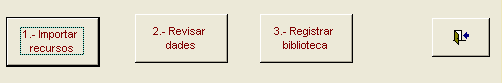 1.- Importar
recursos
2.- Revisar
dades
3.- Registrar
biblioteca